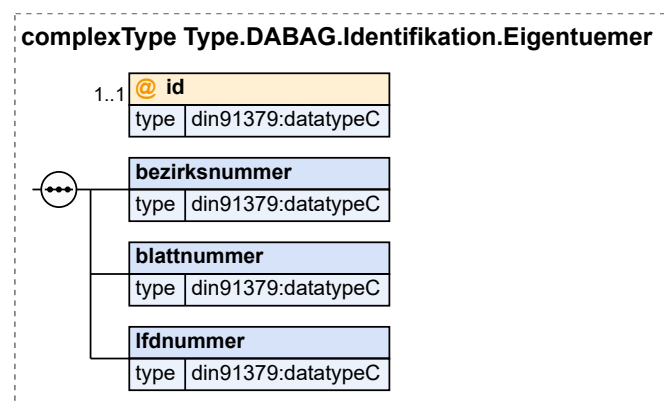 complexType Type.DABAG.Identifikation.Eigentuemer
1..1 @ id
type din91379:datatypeC
bezirksnummer
type din91379:datatypeC
blattnummer
type din91379:datatypeC
lfdnummer
type din91379:datatypeC